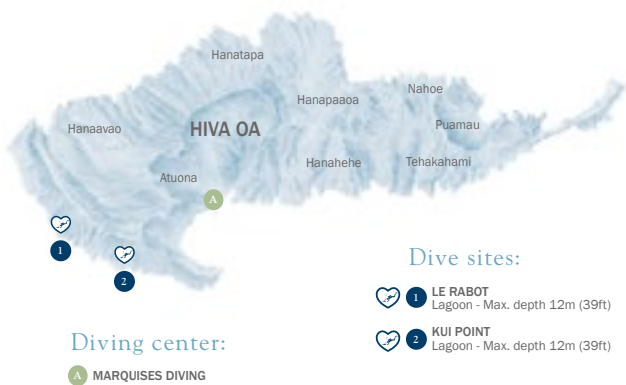 Hanatapa
Nahoe
Hanapaaoa
Hanaavao
HIVA OA
Puamau
Hanahehe
Tehakahami
Atuona
A
1
2
Dive sites:
1 LE RABOT
Lagoon - Max. depth 12m (39ft)
2 KUI POINT
Lagoon - Max. depth 12m (39ft)
Diving center:
A MARQUISES DIVING